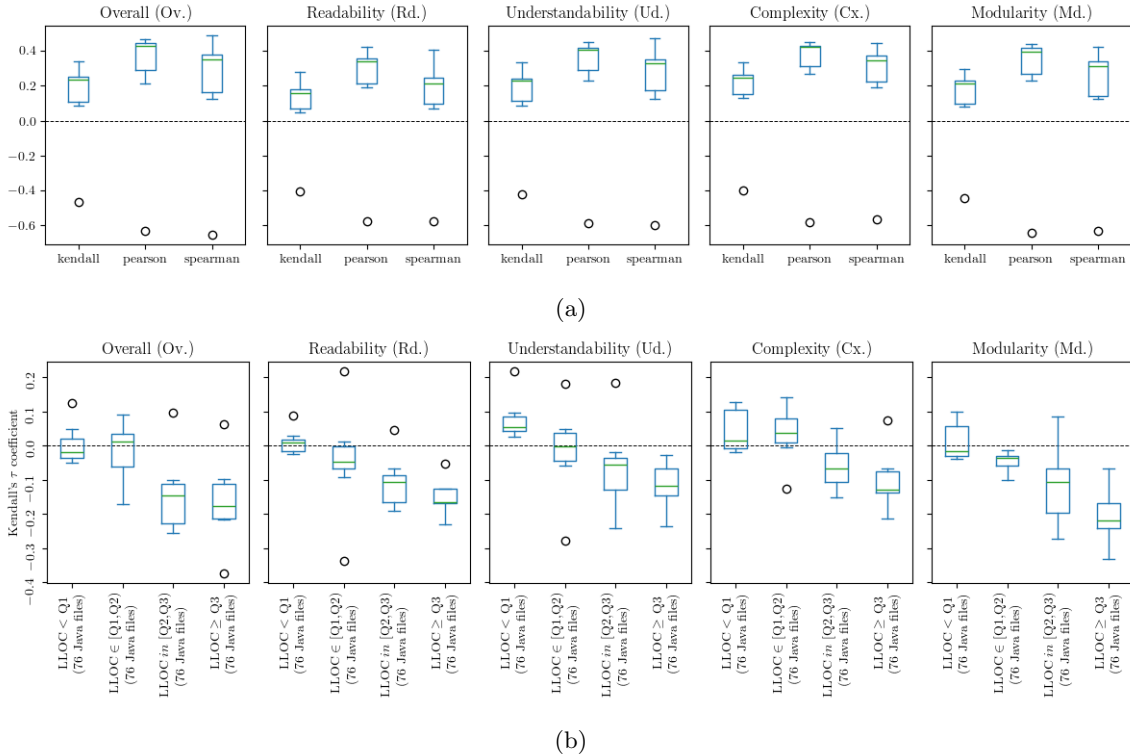 Overall (Ov.)
Readability (Rd.)
Understandability (Ud.)
Complexity (Cx.)
Modularity (Md.)
0.4
0.2
0.0
−0.2
−0.4
−0.6
kendall pearson spearman
kendall pearson spearman
kendall pearson spearman
kendall pearson spearman
kendall pearson spearman
(a)
Overall (Ov.)
Readability (Rd.)
Understandability (Ud.)
Complexity (Cx.)
Modularity (Md.)
Kendall's τ coefficient
0.2
0.1
0.0
−0.1
−0.2
−0.3
−0.4
LLOC < Q1
(76 Java files)
LLOC ∈ [Q1,Q2)
(76 Java files)
LLOC in [Q2,Q3)
(76 Java files)
LLOC ≥ Q3
(76 Java files)
LLOC < Q1
(76 Java files)
LLOC ∈ [Q1,Q2)
(76 Java files)
LLOC in [Q2,Q3)
(76 Java files)
LLOC ≥ Q3
(76 Java files)
LLOC < Q1
(76 Java files)
LLOC ∈ [Q1,Q2)
(76 Java files)
LLOC in [Q2,Q3)
(76 Java files)
LLOC ≥ Q3
(76 Java files)
LLOC < Q1
(76 Java files)
LLOC ∈ [Q1,Q2)
(76 Java files)
LLOC in [Q2,Q3)
(76 Java files)
LLOC ≥ Q3
(76 Java files)
LLOC < Q1
(76 Java files)
LLOC ∈ [Q1,Q2)
(76 Java files)
LLOC in [Q2,Q3)
(76 Java files)
LLOC ≥ Q3
(76 Java files)
(b)